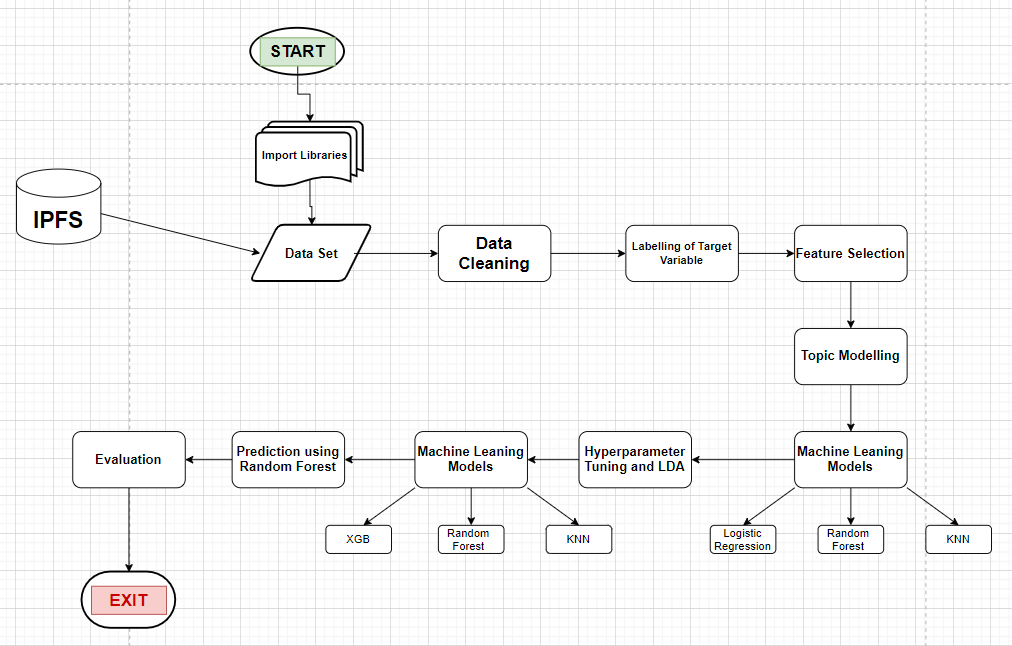 START
Import Libraries
IPFS
Data Set
Data
Cleaning
Labelling of Target
Variable
Feature Selection
Topic Modelling
Evaluation
Prediction using
Random Forest
Machine Leaning
Models
Hyperparameter
Tuning and LDA
Machine Leaning
Models
XGB
Random
Forest
KNN
Logistic
Regression
Random
Forest
KNN
EXIT